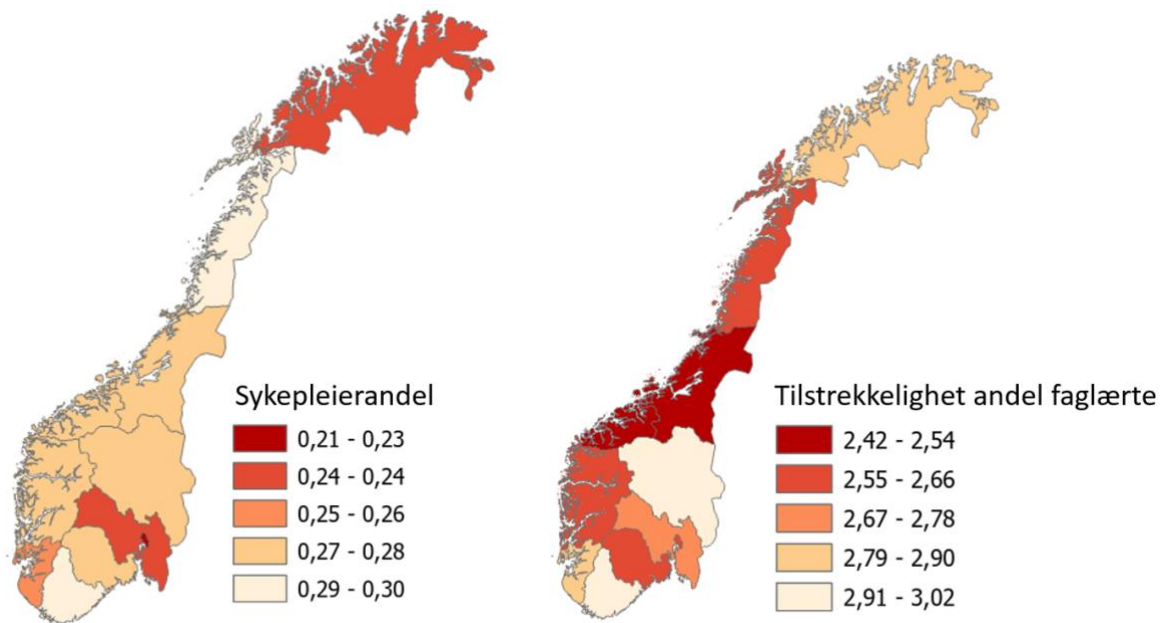 Sykepleierandel
0,21 - 0,23
0,24 - 0,24
0,25 - 0,26
0,27 - 0,28
0,29 - 0,30
Tilstrekkelighet andel faglærte
2,42 - 2,54
2,55 - 2,66
2,67 - 2,78
2,79 - 2,90
2,91 - 3,02